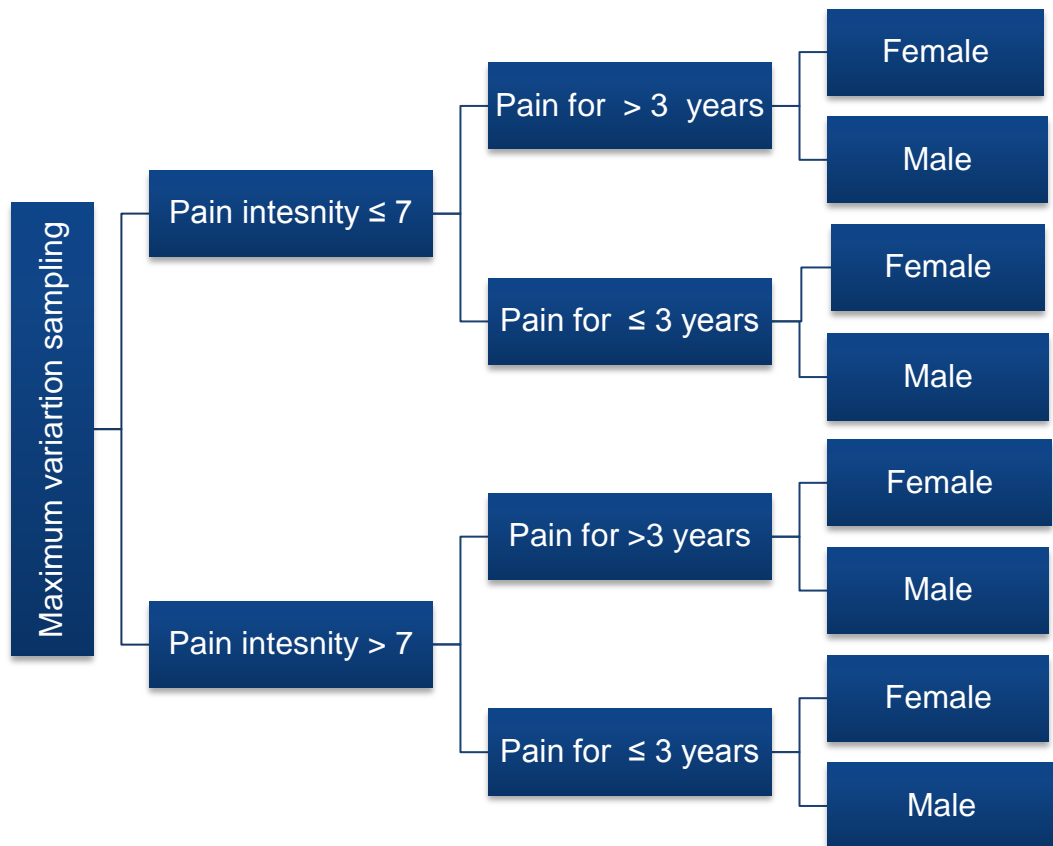 Maximum variartion sampling
Pain intesnity ≤ 7
Pain for > 3 years
Female
Male
Pain for ≤ 3 years
Female
Male
Pain intesnity > 7
Pain for >3 years
Female
Male
Pain for ≤ 3 years
Female
Male